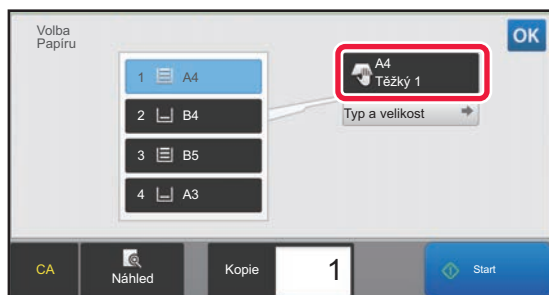 Volba
Papíru
OK
1 A4
2 B4
3 B5
4 A3
A4
Těžký 1
Typ a velikost
CA
Náhled
Kopie
1
Start